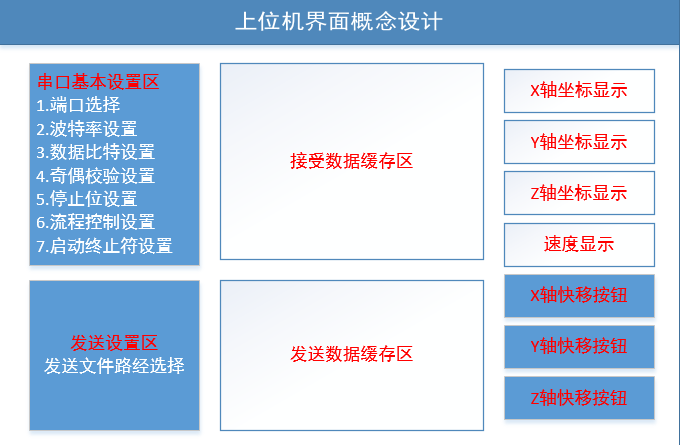 上位机界面概念设计
串口基本设置区
1.端口选择
2.波特率设置
3.数据比特设置
4.奇偶校验设置
5.停止位设置
6.流程控制设置
7.启动终止符设置
接受数据缓存区
X轴坐标显示
Y轴坐标显示
Z轴坐标显示
速度显示
发送设置区
发送文件路经选择
发送数据缓存区
X轴快移按钮
Y轴快移按钮
Z轴快移按钮